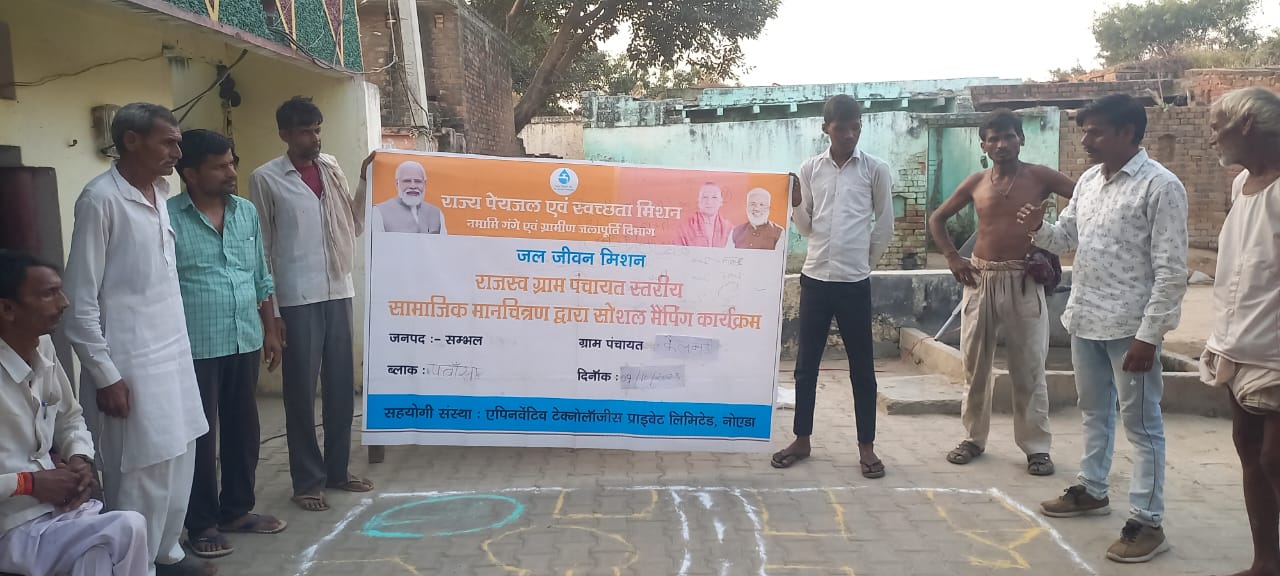 राज्य पेयजल एवं स्वच्छता मिशन
नमामि गंगे एवं ग्रामीण जलापूर्ति विभाग
जल जीवन मिशन
राजस्व ग्राम पंचायत स्तरीय
सामाजिक मानचित्रण द्वारा सोशल मैपिंग कार्यक्रम
जनपद :- सम्भल
ग्राम पंचायत
ब्लाक :
दिनॉक :
सहयोगी संस्था : एपिनवेंटिव टेक्नोलॉजीस प्राइवेट लिमिटेड, नोएडा